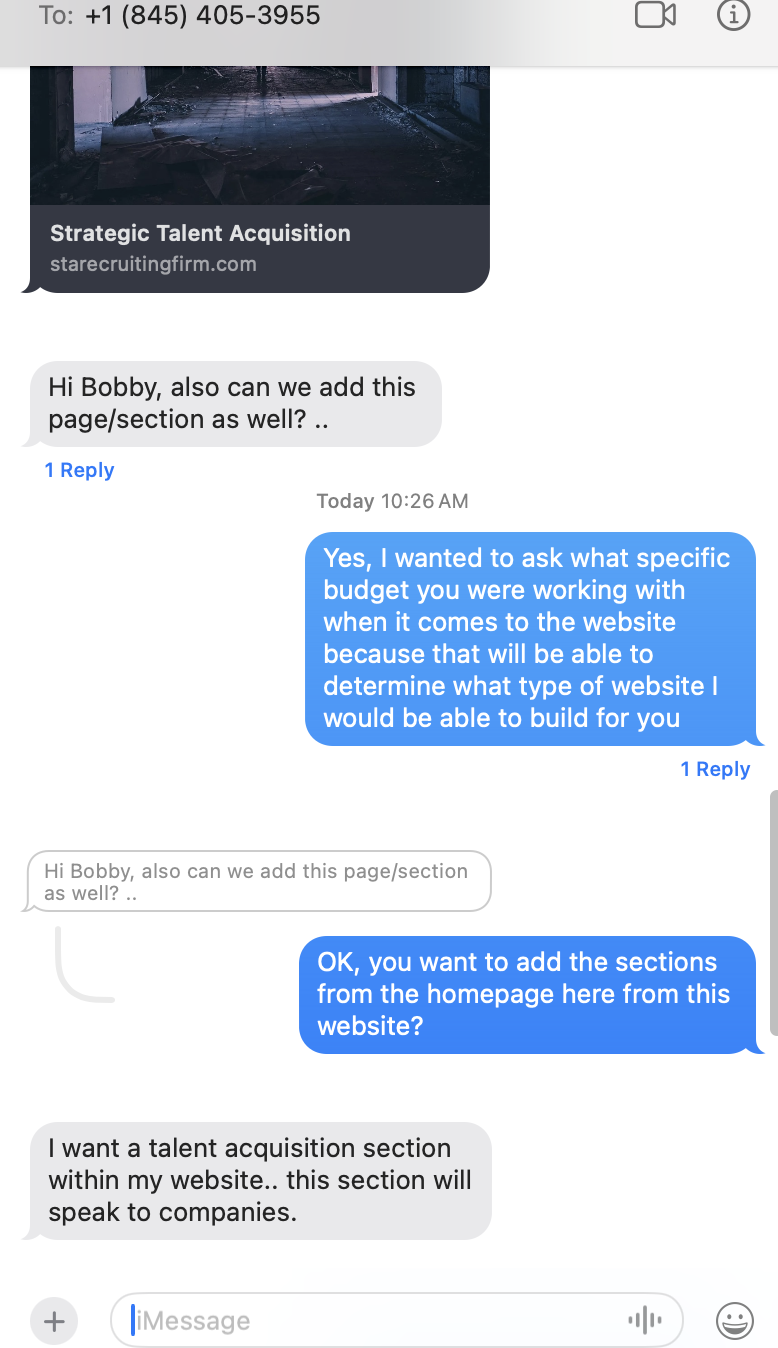 To: +1 (845) 405-3955
Strategic Talent Acquisition
starecruitingfirm.com
Hi Bobby, also can we add this
page/section as well? ..
1 Reply
Today 10:26 AM
Yes, I wanted to ask what specific
budget you were working with
when it comes to the website
because that will be able to
determine what type of website I
would be able to build for you
1 Reply
Hi Bobby, also can we add this page/section
as well? ..
OK, you want to add the sections
from the homepage here from this
website?
I want a talent acquisition section
within my website.. this section will
speak to companies.
iMessage